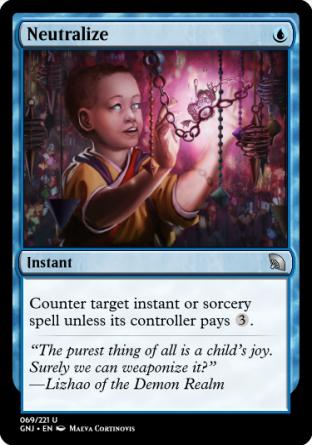 Neutralize
Instant
Counter target instant or sorcery
spell unless its controller pays 3.
“The purest thing of all is a child’s joy.
Surely we can weaponize it?”
—Lizhao of the Demon Realm
069/221 U
GNJ • EN Maeva Cortinovis